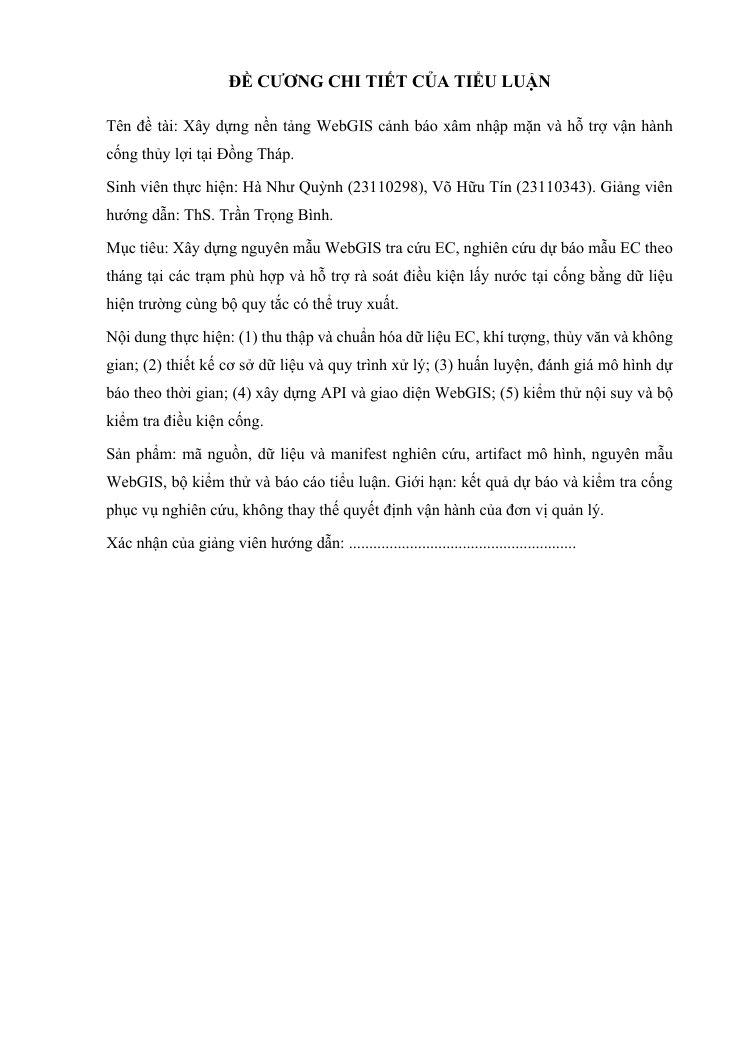 ĐỀ CƯƠNG CHI TIẾT CỦA TIỂU LUẬN
Tên đề tài: Xây dựng nền tảng WebGIS cảnh báo xâm nhập mặn và hỗ trợ vận hành
cống thủy lợi tại Đồng Tháp.
Sinh viên thực hiện: Hà Như Quỳnh (23110298), Võ Hữu Tín (23110343). Giảng viên
hướng dẫn: ThS. Trần Trọng Bình.
Mục tiêu: Xây dựng nguyên mẫu WebGIS tra cứu EC, nghiên cứu dự báo mẫu EC theo
tháng tại các trạm phù hợp và hỗ trợ rà soát điều kiện lấy nước tại cống bằng dữ liệu
hiện trường cùng bộ quy tắc có thể truy xuất.
Nội dung thực hiện: (1) thu thập và chuẩn hóa dữ liệu EC, khí tượng, thủy văn và không
gian; (2) thiết kế cơ sở dữ liệu và quy trình xử lý; (3) huấn luyện, đánh giá mô hình dự
báo theo thời gian; (4) xây dựng API và giao diện WebGIS; (5) kiểm thử nội suy và bộ
kiểm tra điều kiện cống.
Sản phẩm: mã nguồn, dữ liệu và manifest nghiên cứu, artifact mô hình, nguyên mẫu
WebGIS, bộ kiểm thử và báo cáo tiểu luận. Giới hạn: kết quả dự báo và kiểm tra cống
phục vụ nghiên cứu, không thay thế quyết định vận hành của đơn vị quản lý.
Xác nhận của giảng viên hướng dẫn: ........................................................